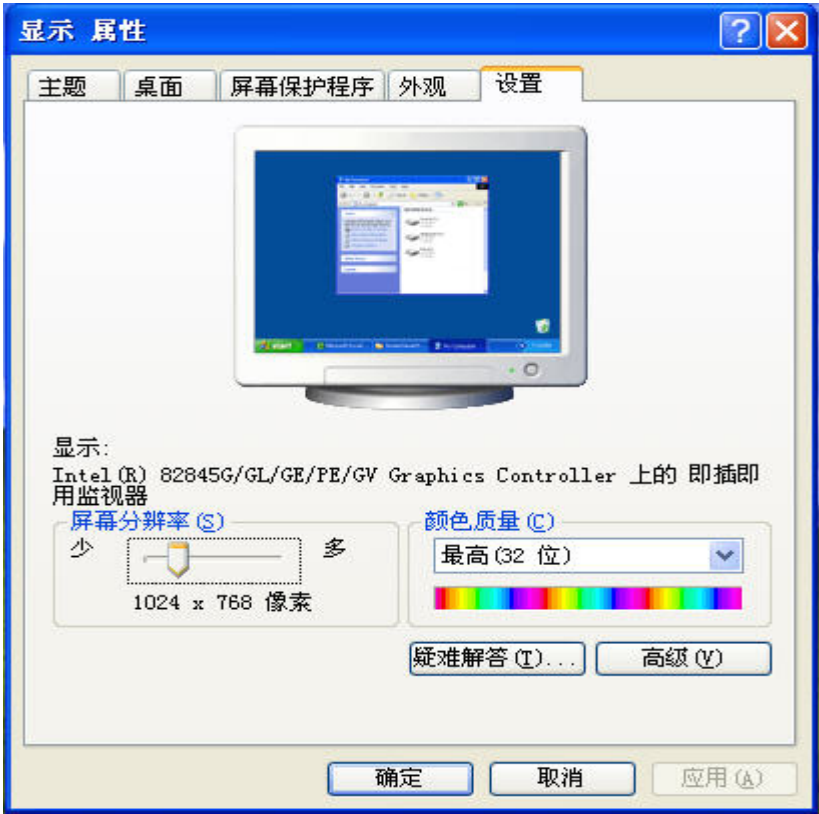 显示 属性
主题 桌面 屏幕保护程序 外观 设置
start
显示:
Intel(R) 82845G/GL/GE/PE/GV Graphics Controller 上的 即插即
用监视器
屏幕分辨率(S)
少 多
1024 x 768 像素
颜色质量(C)
最高(32 位)
疑难解答(T)... 高级(V)
确定 取消 应用(A)